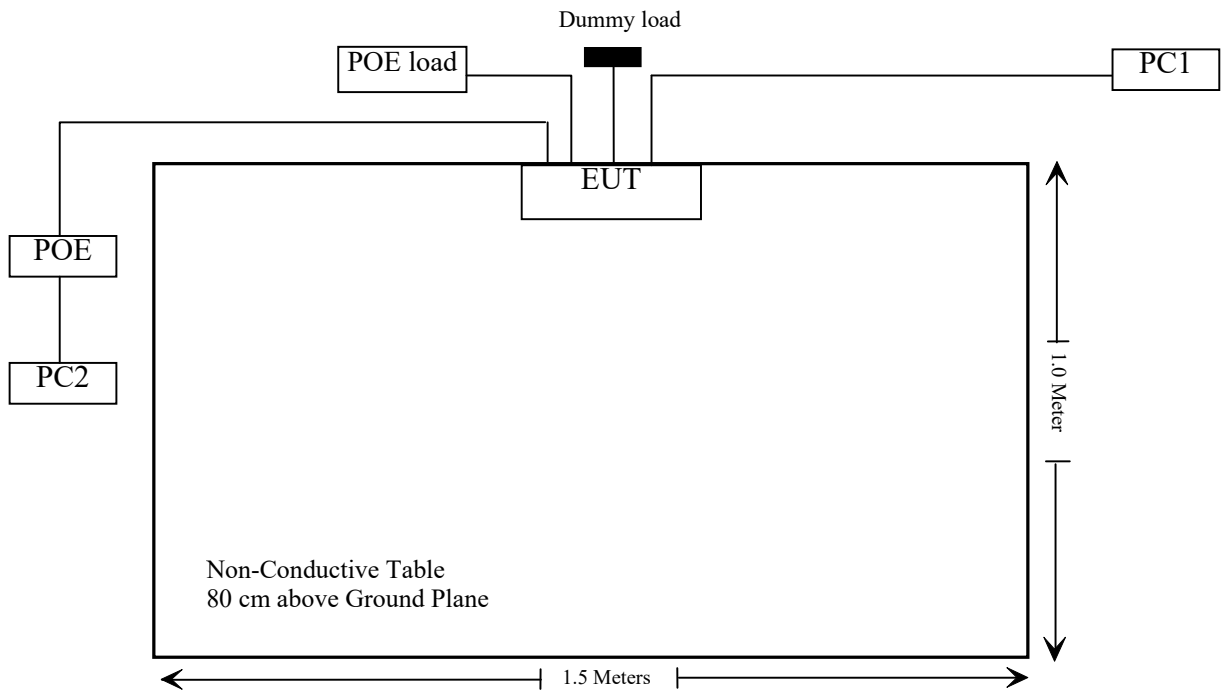 Dummy load
POE load
PC1
EUT
POE
PC2
1.0 Meter
Non-Conductive Table
80 cm above Ground Plane
1.5 Meters